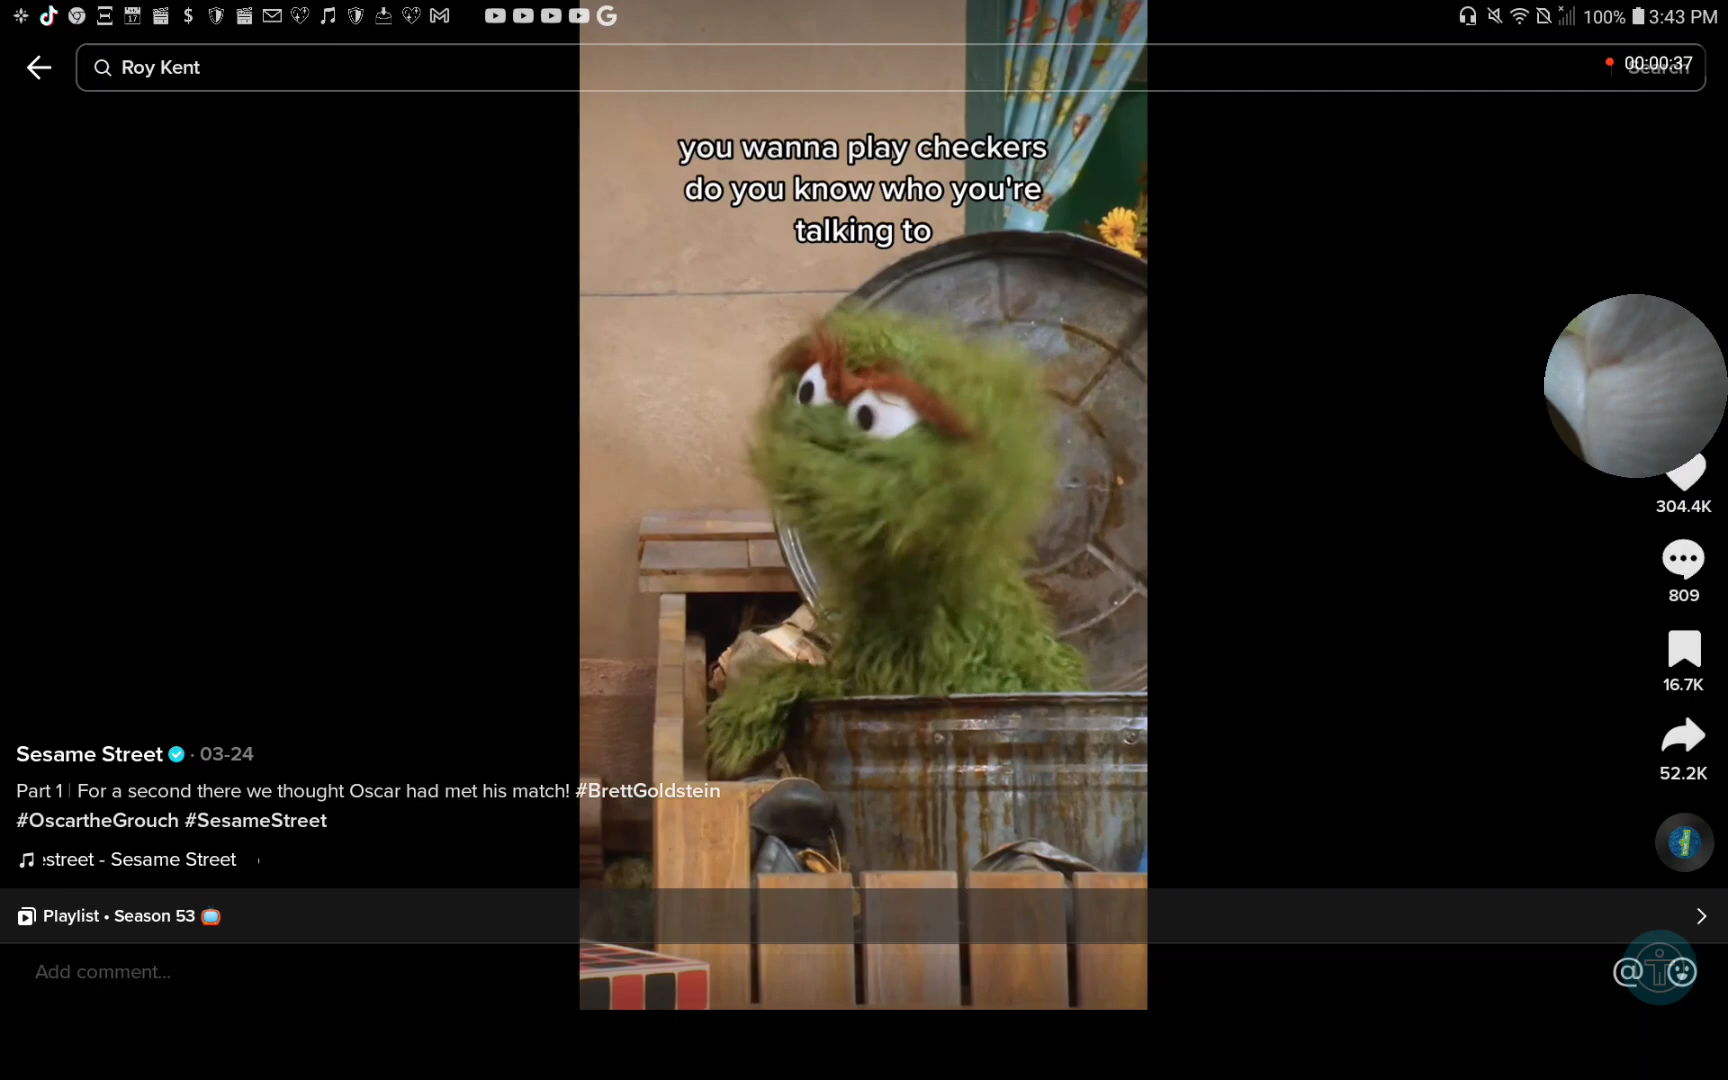 100% 3:43 PM
Roy Kent
00:00:37
Search
you wanna play checkers
do you know who you're
talking to
304.4K
809
16.7K
52.2K
Sesame Street · 03-24
Part 1 | For a second there we thought Oscar had met his match! #BrettGoldstein
#OscartheGrouch #SesameStreet
estreet - Sesame Street
Playlist • Season 53
Add comment...